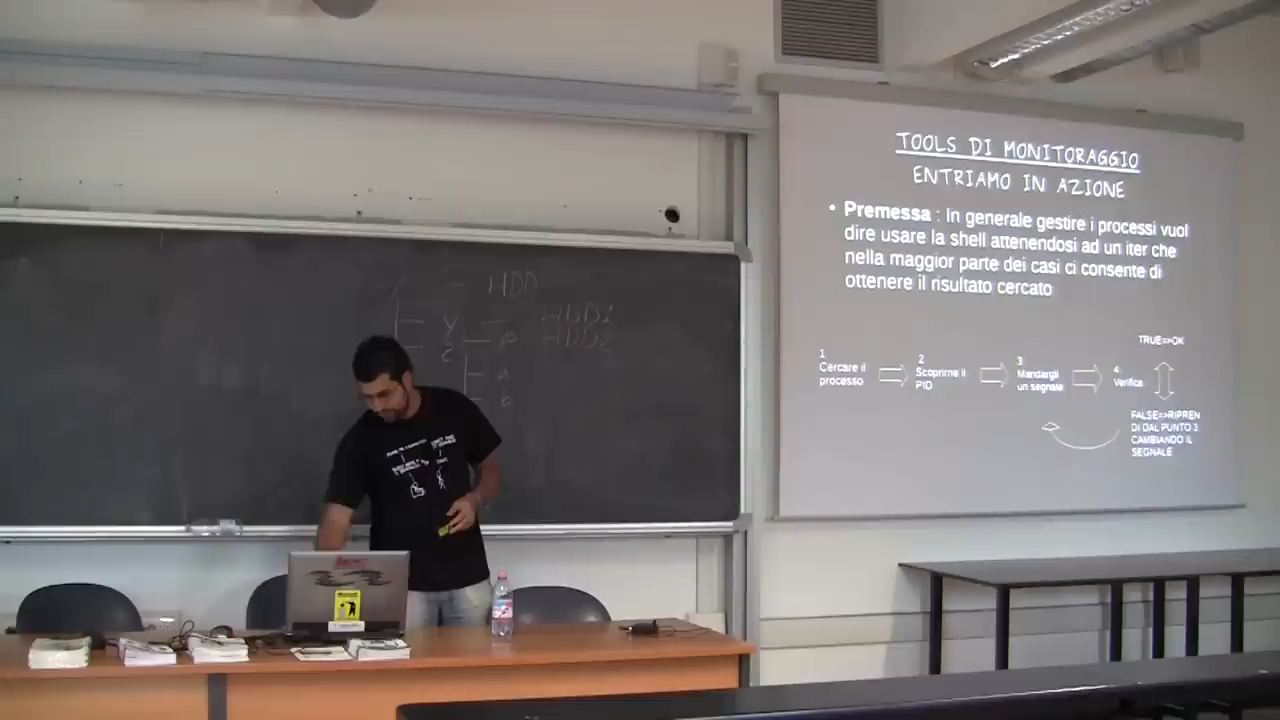 TOOLS DI MONITORAGGIO
ENTRIAMO IN AZIONE
• Premessa : In generale gestire i processi vuol
dire usare la shell attenendosi ad un iter che
nella maggior parte dei casi ci consente di
ottenere il risultato cercato
1
Cercare il
processo
2
Scoprirne il
PID
3
Mandargli
un segnale
4
Verifica
TRUE=>OK
FALSE=>RIPREN
DI DAL PUNTO 3
CAMBIANDO IL
SEGNALE
HDD
HDD1
HDD2
a
b